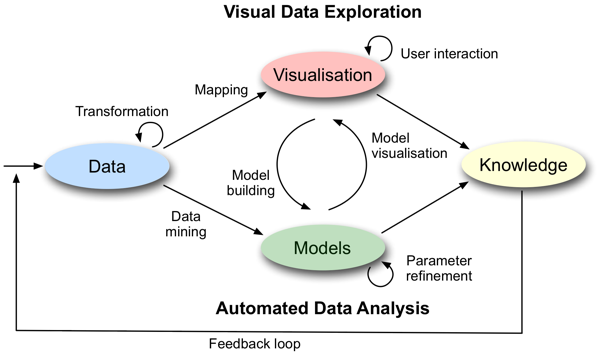 Visual Data Exploration
Visualisation
User interaction
Mapping
Transformation
Data
Model
building
Model
visualisation
Knowledge
Data
mining
Models
Parameter
refinement
Automated Data Analysis
Feedback loop